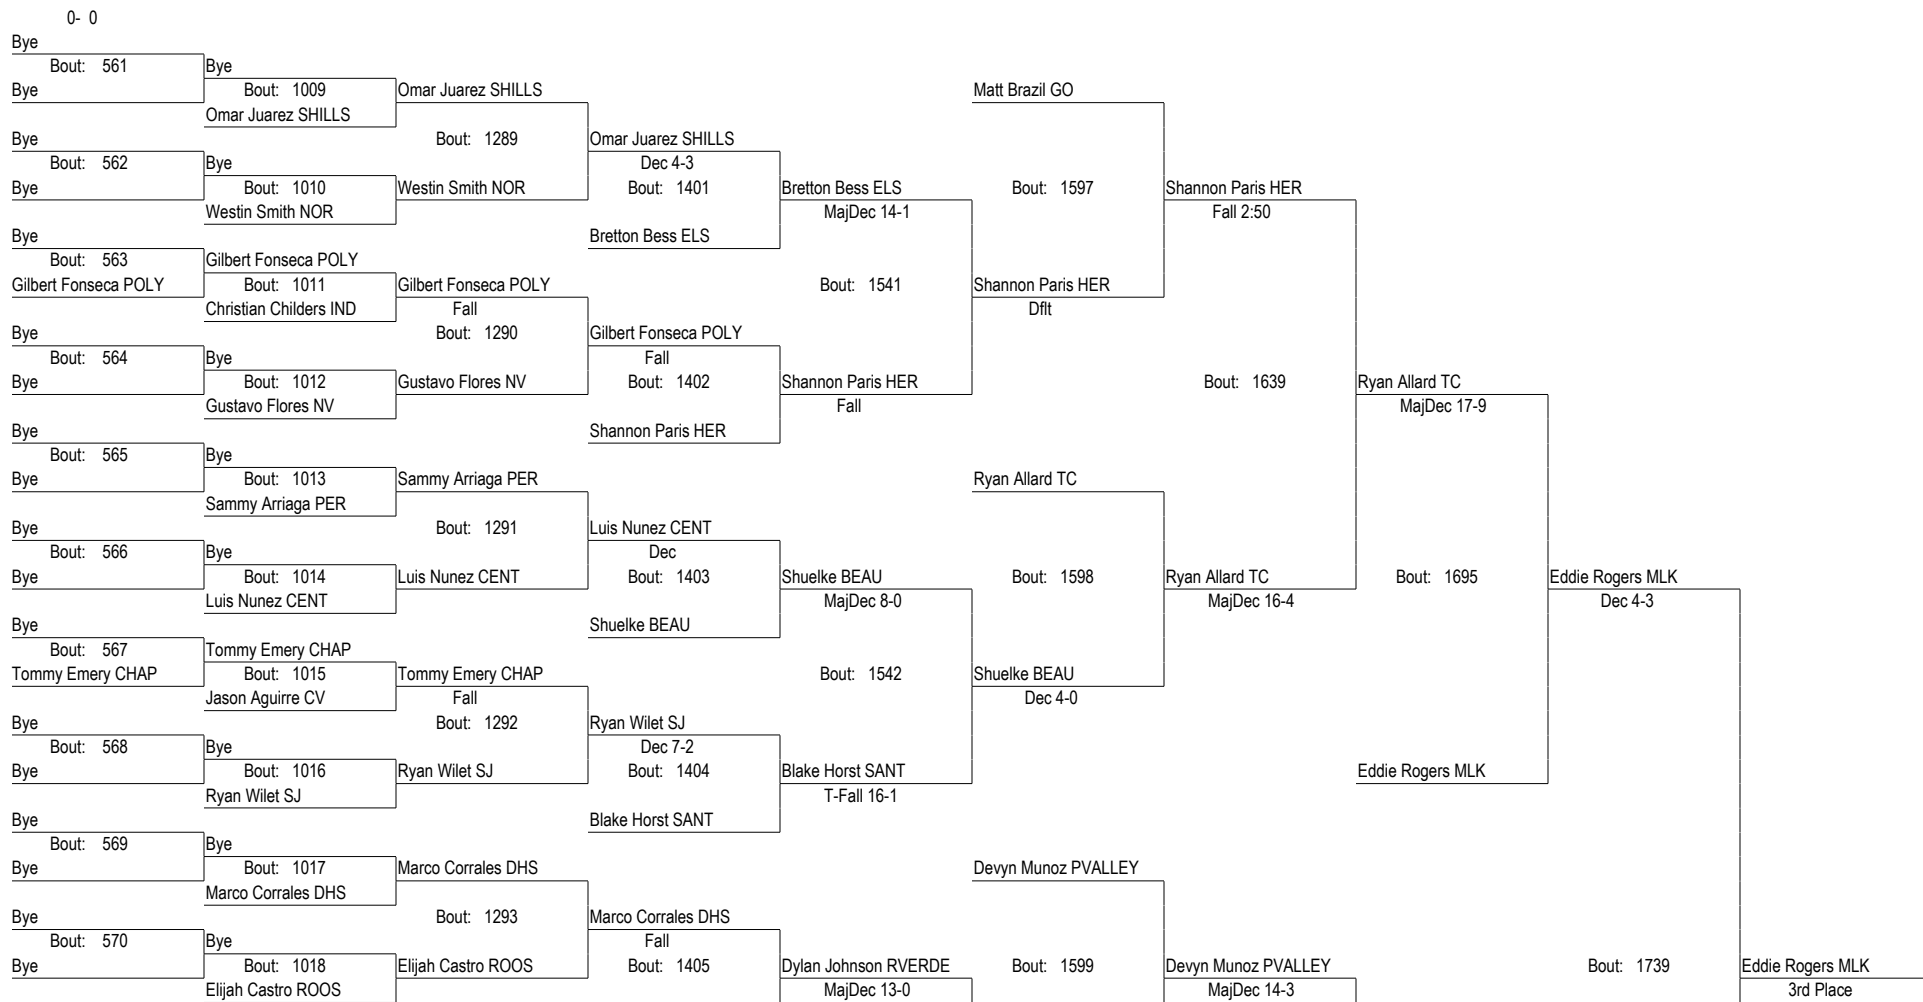 0- 0
Bye
Bout: 561
Bye
Bye
Bout: 1009
Omar Juarez SHILLS
Matt Brazil GO
Omar Juarez SHILLS
Bye
Bout: 1289
Omar Juarez SHILLS
Bout: 562
Bye
Dec 4-3
Bye
Bout: 1010
Westin Smith NOR
Bout: 1401
Bretton Bess ELS
Bout: 1597
Shannon Paris HER
Westin Smith NOR
MajDec 14-1
Fall 2:50
Bye
Bretton Bess ELS
Bout: 563
Gilbert Fonseca POLY
Gilbert Fonseca POLY
Bout: 1011
Gilbert Fonseca POLY
Bout: 1541
Shannon Paris HER
Christian Childers IND
Fall
Dflt
Bye
Bout: 1290
Gilbert Fonseca POLY
Bout: 564
Bye
Fall
Bye
Bout: 1012
Gustavo Flores NV
Bout: 1402
Shannon Paris HER
Bout: 1639
Ryan Allard TC
Gustavo Flores NV
Fall
MajDec 17-9
Bye
Shannon Paris HER
Bout: 565
Bye
Bye
Bout: 1013
Sammy Arriaga PER
Ryan Allard TC
Sammy Arriaga PER
Bye
Bout: 1291
Luis Nunez CENT
Bout: 566
Bye
Dec
Bye
Bout: 1014
Luis Nunez CENT
Bout: 1403
Shuelke BEAU
Bout: 1598
Ryan Allard TC
Bout: 1695
Eddie Rogers MLK
Luis Nunez CENT
MajDec 8-0
MajDec 16-4
Dec 4-3
Bye
Shuelke BEAU
Bout: 567
Tommy Emery CHAP
Tommy Emery CHAP
Bout: 1015
Tommy Emery CHAP
Bout: 1542
Shuelke BEAU
Jason Aguirre CV
Fall
Dec 4-0
Bye
Bout: 1292
Ryan Wilet SJ
Bout: 568
Bye
Dec 7-2
Bye
Bout: 1016
Ryan Wilet SJ
Bout: 1404
Blake Horst SANT
Eddie Rogers MLK
Ryan Wilet SJ
T-Fall 16-1
Bye
Blake Horst SANT
Bout: 569
Bye
Bye
Bout: 1017
Marco Corrales DHS
Devyn Munoz PVALLEY
Marco Corrales DHS
Bye
Bout: 1293
Marco Corrales DHS
Bout: 570
Bye
Fall
Bye
Bout: 1018
Elijah Castro ROOS
Bout: 1405
Dylan Johnson RVERDE
Bout: 1599
Devyn Munoz PVALLEY
Bout: 1739
Eddie Rogers MLK
Elijah Castro ROOS
MajDec 13-0
MajDec 14-3
3rd Place